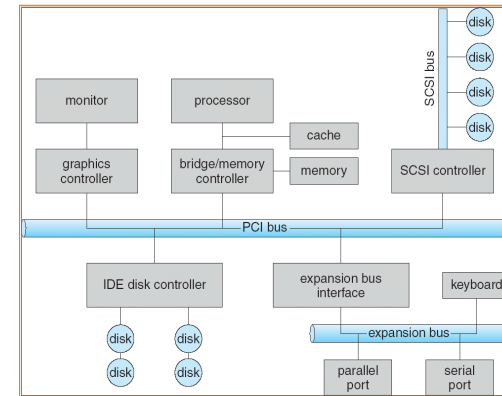 disk
disk
SCSI bus
disk
disk
monitor
processor
cache
graphics
controller
bridge/memory
controller
memory
SCSI controller
PCI bus
IDE disk controller
expansion bus
interface
keyboard
disk
disk
expansion bus
disk
disk
parallel
port
serial
port